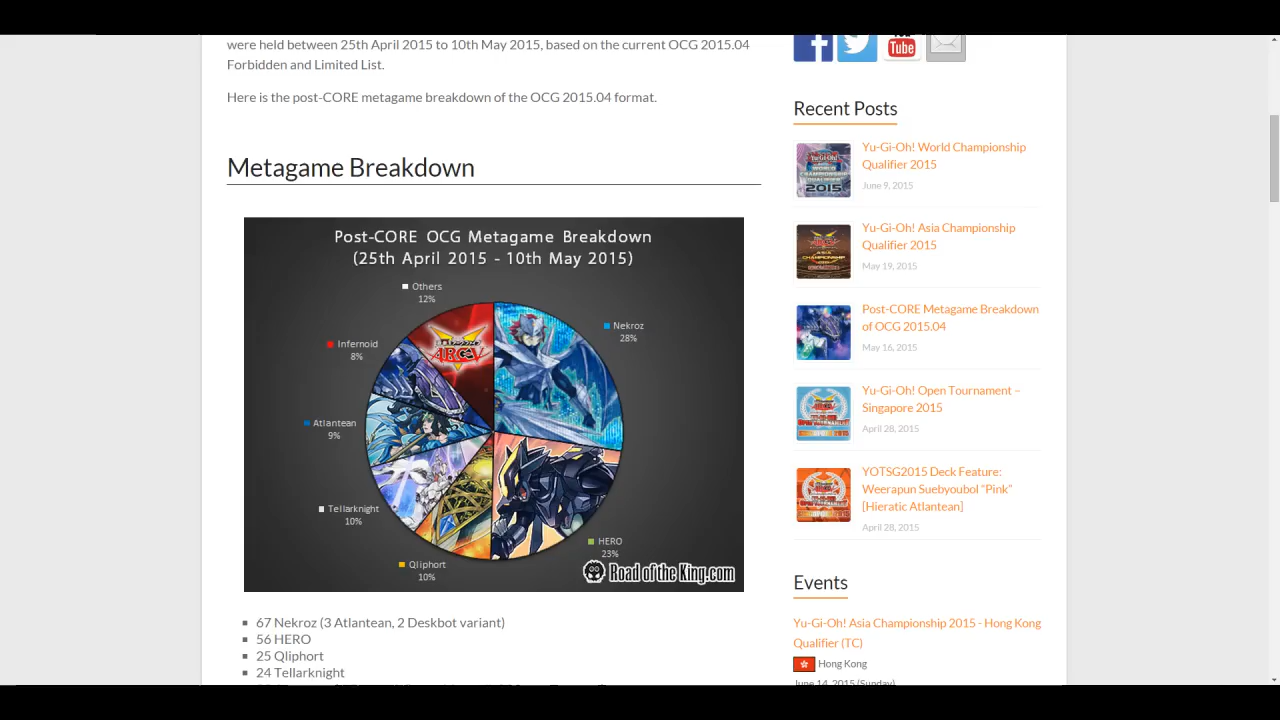 were held between 25th April 2015 to 10th May 2015, based on the current OCG 2015.04
Forbidden and Limited List.
Here is the post-CORE metagame breakdown of the OCG 2015.04 format.
Metagame Breakdown
Post-CORE OCG Metagame Breakdown
(25th April 2015 - 10th May 2015)
Others
12%
Nekroz
28%
Infernoid
8%
Atlantean
9%
Tellarknight
10%
Qliphort
10%
HERO
23%
ARC-V
Road of the King.com
67 Nekroz (3 Atlantean, 2 Deskbot variant)
56 HERO
25 Qliphort
24 Tellarknight
Tube
Recent Posts
Yu-Gi-Oh! World Championship
Qualifier 2015
June 9, 2015
Yu-Gi-Oh! Asia Championship
Qualifier 2015
May 19, 2015
Post-CORE Metagame Breakdown
of OCG 2015.04
May 16, 2015
Yu-Gi-Oh! Open Tournament –
Singapore 2015
April 28, 2015
YOTSG2015 Deck Feature:
Weerapun Suebyoubol "Pink"
[Hieratic Atlantean]
April 28, 2015
Events
Yu-Gi-Oh! Asia Championship 2015 - Hong Kong
Qualifier (TC)
Hong Kong
June 14, 2015 (Sunday)